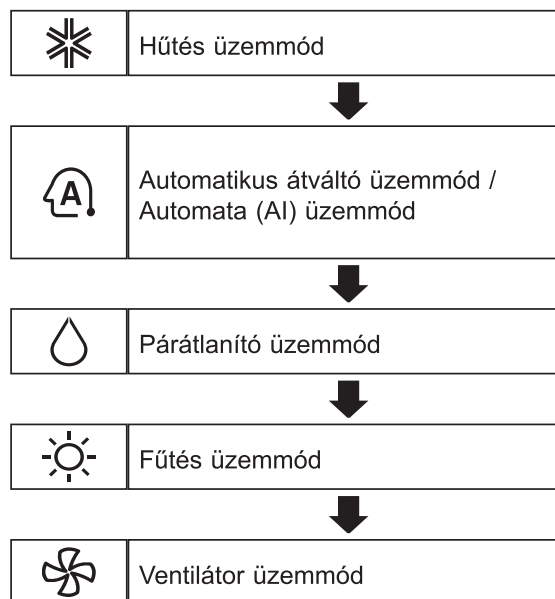 Hűtés üzemmód
A
Automatikus átváltó üzemmód /
Automata (AI) üzemmód
Párátlanító üzemmód
Fűtés üzemmód
Ventilátor üzemmód